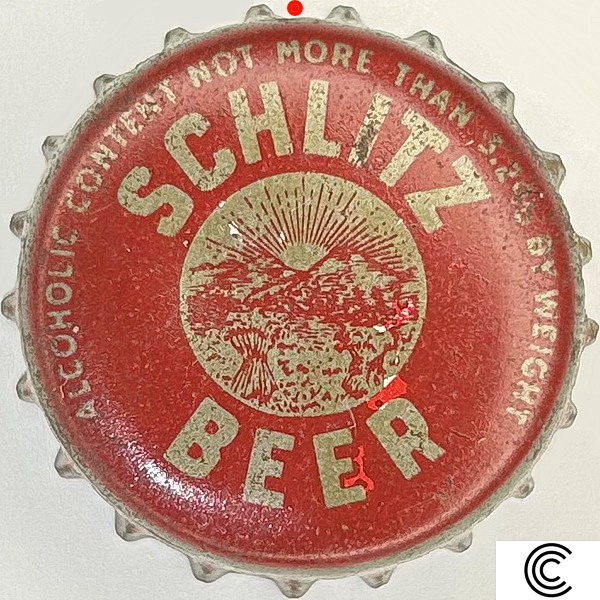 ALCOHOLIC CONTENT NOT MORE THAN 3.2% BY WEIGHT
SCHLITZ
BEER